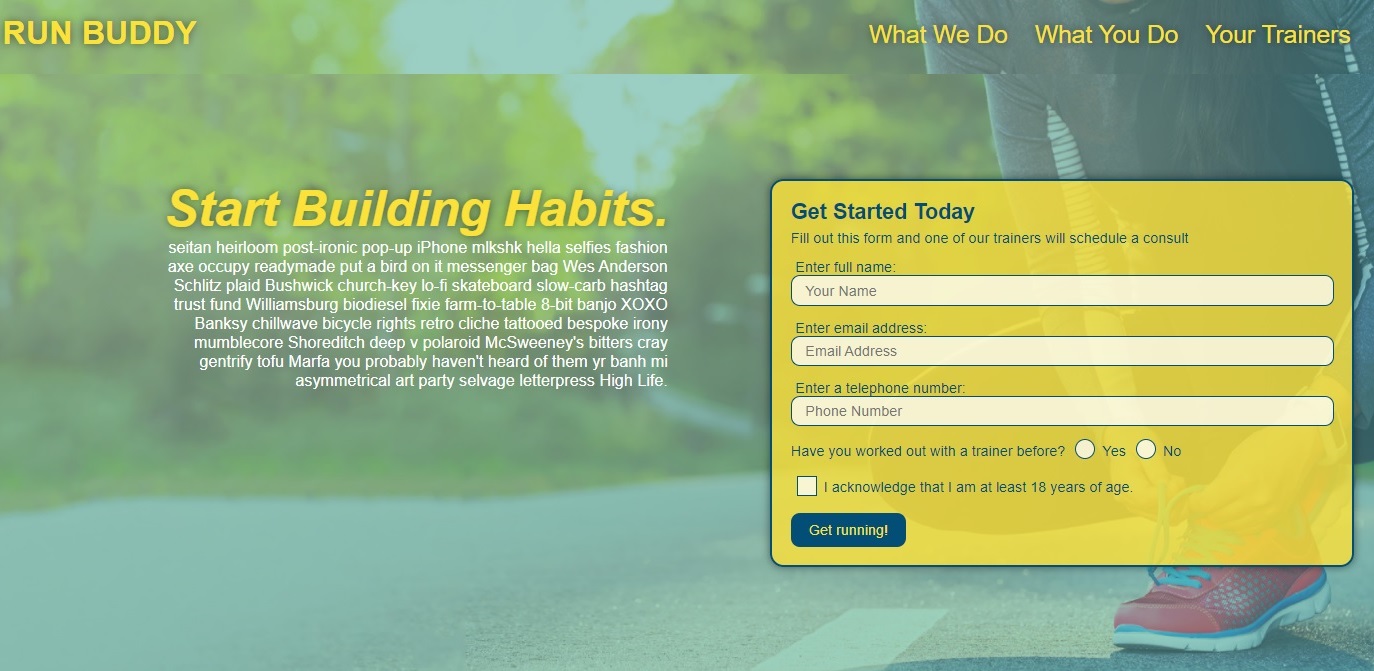 RUN BUDDY
What We Do What You Do Your Trainers
Start Building Habits.
seitan heirloom post-ironic pop-up iPhone mlkshk hella selfies fashion
axe occupy readymade put a bird on it messenger bag Wes Anderson
Schlitz plaid Bushwick church-key lo-fi skateboard slow-carb hashtag
trust fund Williamsburg biodiesel fixie farm-to-table 8-bit banjo XOXO
Banksy chillwave bicycle rights retro cliche tattooed bespoke irony
mumblecore Shoreditch deep v polaroid McSweeney's bitters cray
gentrify tofu Marfa you probably haven't heard of them yr banh mi
asymmetrical art party selvage letterpress High Life.
Get Started Today
Fill out this form and one of our trainers will schedule a consult
Enter full name:
Your Name
Enter email address:
Email Address
Enter a telephone number:
Phone Number
Have you worked out with a trainer before? Yes No
I acknowledge that I am at least 18 years of age.
Get running!